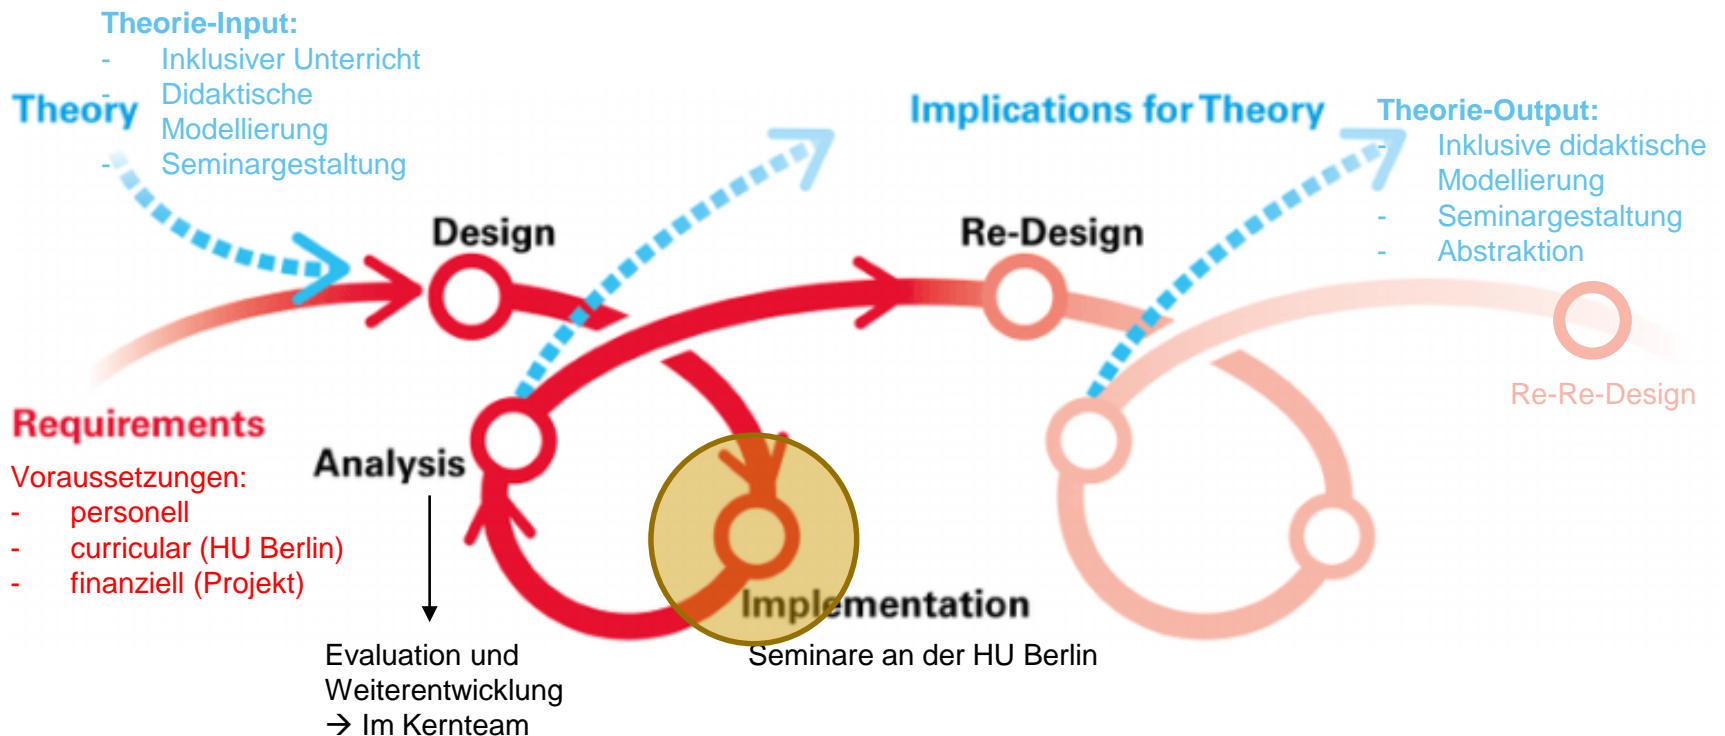 Theorie-Input:
- Inklusiver Unterricht
- Didaktische
Modellierung
- Seminargestaltung
Theory
Implications for Theory
Theorie-Output:
- Inklusive didaktische
Modellierung
- Seminargestaltung
- Abstraktion
Design
Re-Design
Re-Re-Design
Requirements
Voraussetzungen:
- personell
- curricular (HU Berlin)
- finanziell (Projekt)
Analysis
Evaluation und
Weiterentwicklung
→ Im Kernteam
Implementation
Seminare an der HU Berlin